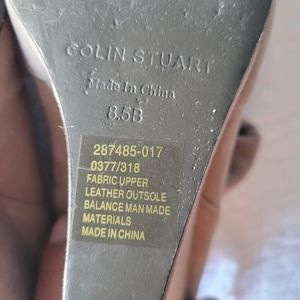 COLIN STUART
Made In China
8.5B
287485-017
0377/318
FABRIC UPPER
LEATHER OUTSOLE
BALANCE MAN MADE
MATERIALS
MADE IN CHINA